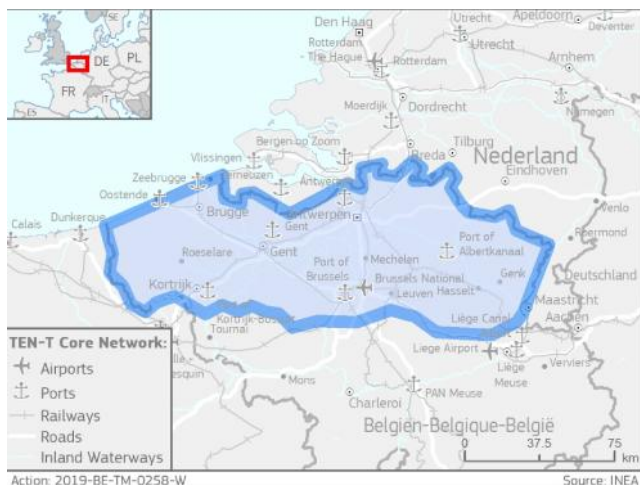 SE
DE
PL
FR
IT
ES
Den Haag
Utrecht
Apeldoorn
Deventer
Rotterdam
The Hague
Rotterdam
Utrecht
Arnhem
Moerdijk
Dordrecht
Nijmegen
Vlissingen
Bergen op Zoom
Breda
Tilburg
Nederland
Zeebrugge
Terneuzen
Antwerp
Eindhoven
Oostende
Brugge
Antwerpen
Venlo
Calais
Dunkerque
Gent
Roermond
Roeselare
Gent
Mechelen
Port of
Albertkanaal
Port of
Brussels
Brussels National
Genk
Deutschland
Kortrijk
Leuven
Hasselt
Maastricht
Kortrijk-Bossuit
Liège Canal
Aachen
Tournai
Liege Airport
Liège
Verviers
Meuse
Mons
PAN Meuse
Charleroi
Belgien-Belgique-België
TEN-T Core Network:
Airports
Ports
Railways
Roads
Inland Waterways
0 37.5 75
km
Action: 2019-BE-TM-0258-W
Source: INEA